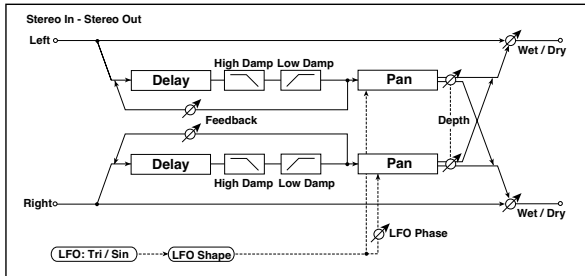 Stereo In - Stereo Out
Left
Wet / Dry
High Damp
Low Damp
Delay
Pan
Feedback
Depth
Delay
Pan
High Damp
Low Damp
Right
Wet / Dry
LFO Phase
LFO: Tri / Sin
LFO Shape